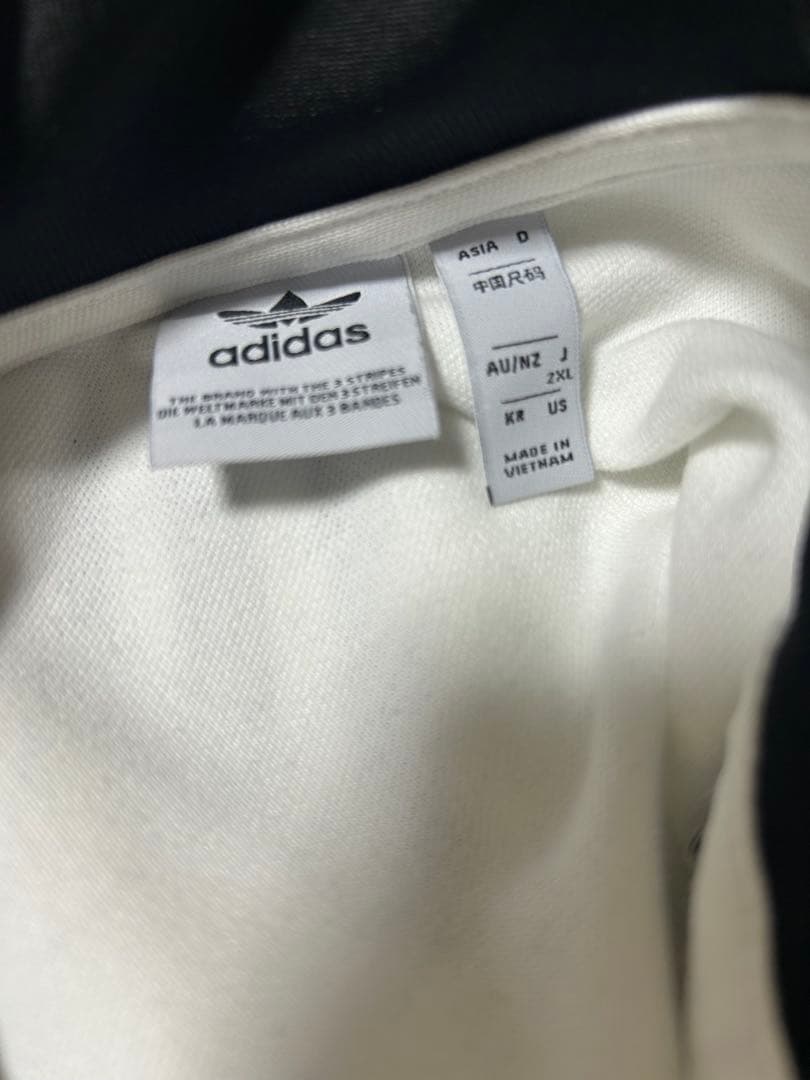 adidas
THE BRAND WITH THE 3 STRIPES
DIE WELTMARKE MIT DEN 3 STREIFEN
LA MARQUE AUX 3 BANDES
ASIA D
中国尺码
AU/NZ J
2XL
KR US
MADE IN
VIETNAM